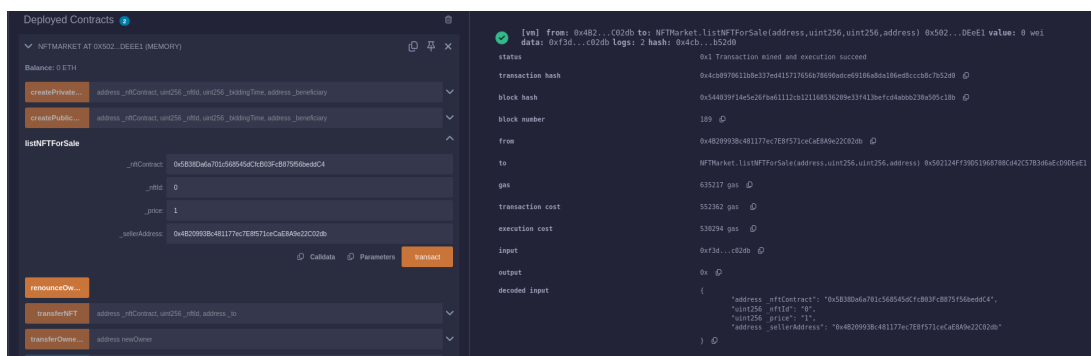 Deployed Contracts 2
NFTMARKET AT 0X502...DEEE1 (MEMORY)
Balance: 0 ETH
createPrivate... address _nftContract, uint256 _nftId, uint256 _biddingTime, address _beneficiary
createPublic... address _nftContract, uint256 _nftId, uint256 _biddingTime, address _beneficiary
listNFTForSale
_nftContract: 0x5B38Da6a701c568545dCfcB03FcB875f56beddC4
_nftId: 0
_price: 1
_sellerAddress: 0x4B20993Bc481177ec7E8f571ceCaE8A9e22C02db
Calldata Parameters transact
renounceOw...
transferNFT address _nftContract, uint256 _nftId, address _to
transferOwne... address newOwner
[vm] from: 0x4B2...C02db to: NFTMarket.listNFTForSale(address,uint256,uint256,address) 0x502...DEeE1 value: 0 wei
data: 0xf3d...c02db logs: 2 hash: 0x4cb...b52d0
status 0x1 Transaction mined and execution succeed
transaction hash
block hash
block number 189
from 0x4B20993Bc481177ec7E8f571ceCaE8A9e22C02db
to NFTMarket.listNFTForSale(address,uint256,uint256,address)
gas 635217 gas
transaction cost 552362 gas
execution cost 530294 gas
input 0xf3d...c02db
output 0x
decoded input {
"address _nftContract": "0x5B38Da6a701c568545dCfcB03FcB875f56beddC4",
"uint256 _nftId": "0",
"uint256 _price": "1",
"address _sellerAddress": "0x4B20993Bc481177ec7E8f571ceCaE8A9e22C02db"
}